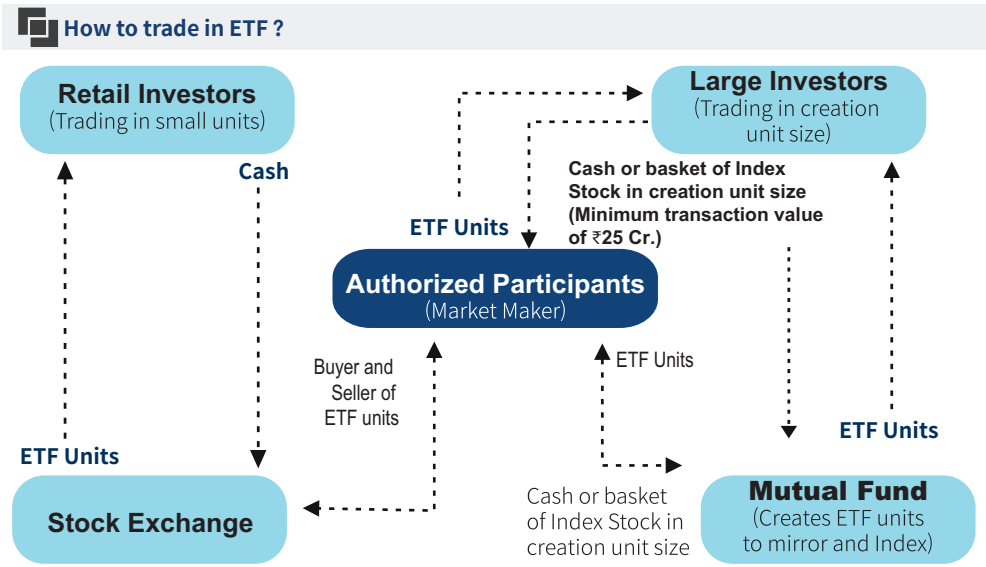 How to trade in ETF ?
Retail Investors
(Trading in small units)
Large Investors
(Trading in creation
unit size)
Cash
Cash or basket of Index
Stock in creation unit size
(Minimum transaction value
of ₹25 Cr.)
ETF Units
Authorized Participants
(Market Maker)
Buyer and
Seller of
ETF units
ETF Units
ETF Units
ETF Units
Stock Exchange
Cash or basket
of Index Stock in
creation unit size
Mutual Fund
(Creates ETF units
to mirror and Index)